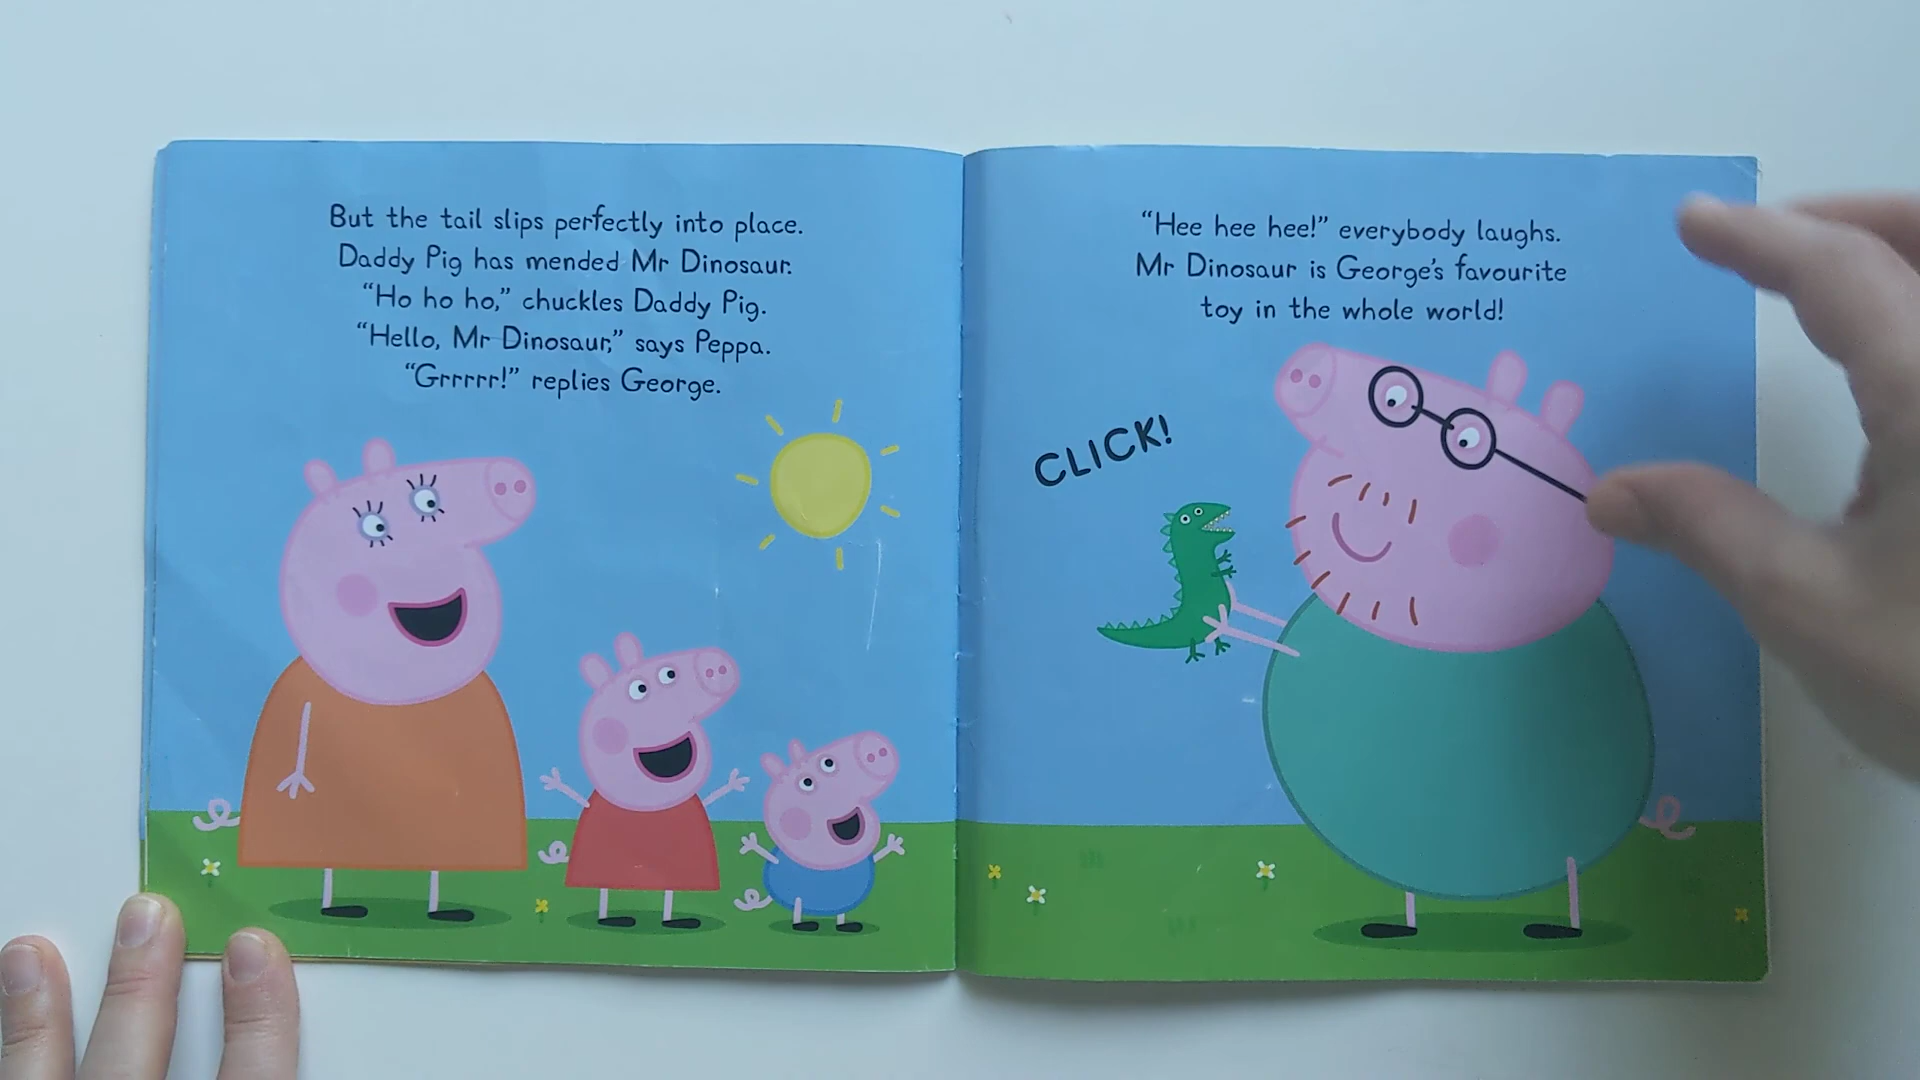 But the tail slips perfectly into place.
Daddy Pig has mended Mr Dinosaur.
“Ho ho ho,” chuckles Daddy Pig.
“Hello, Mr Dinosaur,” says Peppa.
“Grrrrr!” replies George.
“Hee hee hee!” everybody laughs.
Mr Dinosaur is George’s favourite
toy in the whole world!
CLICK!